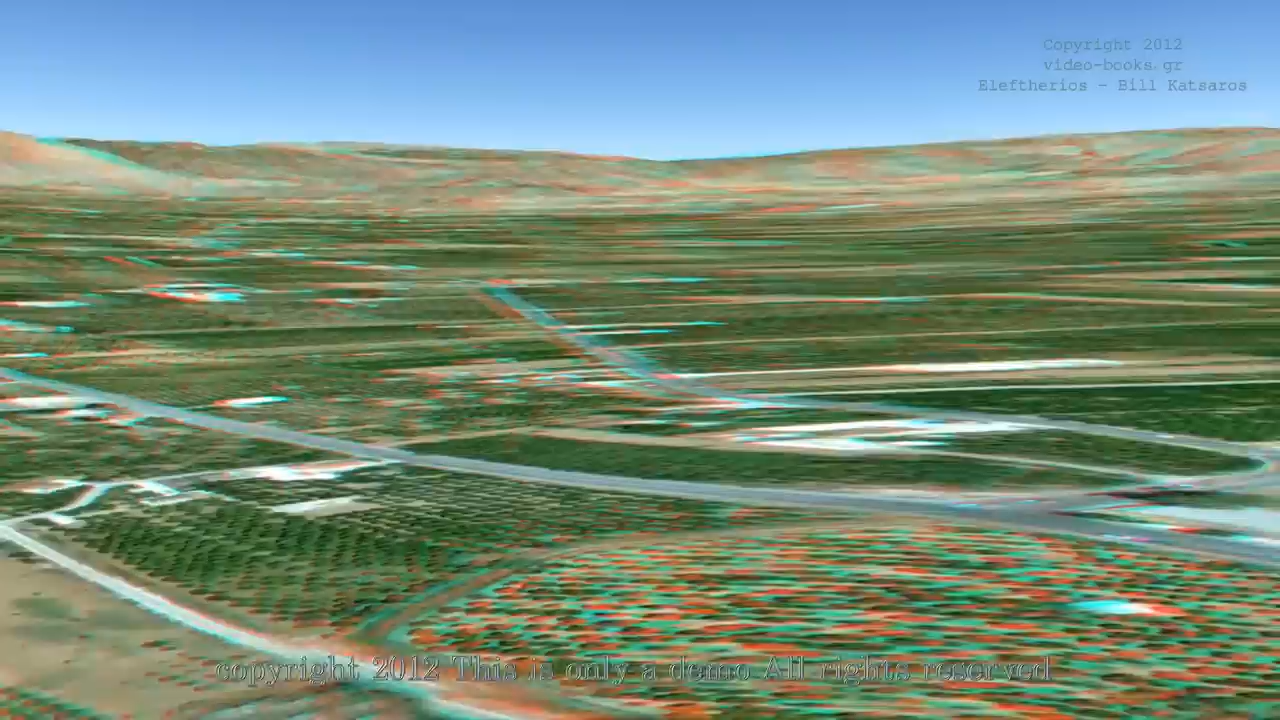 Copyright 2012
video-books.gr
Eleftherios - Bill Katsaros
copyright 2012 This is only a demo All rights reserved